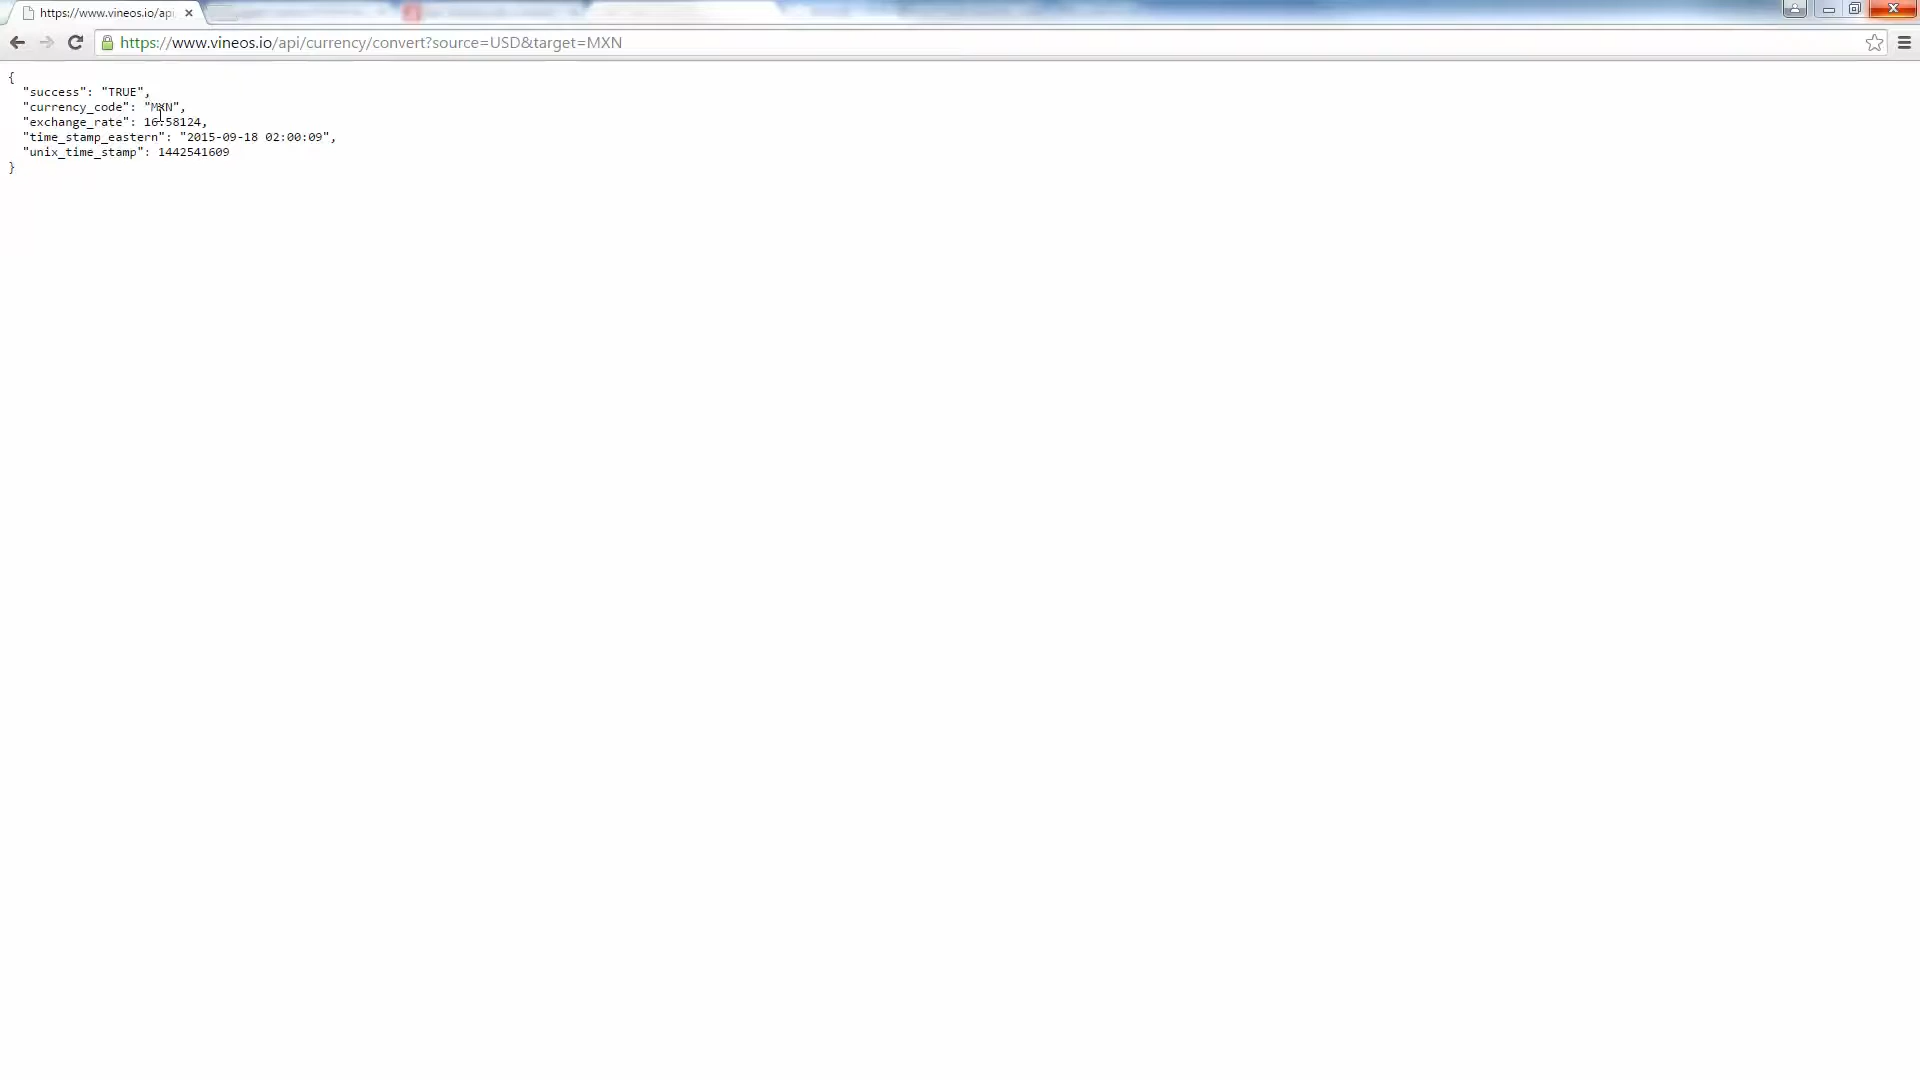 https://www.vineos.io/api
https://www.vineos.io/api/currency/convert?source=USD&target=MXN
{
"success": "TRUE",
"currency_code": "MXN",
"exchange_rate": 16.58124,
"time_stamp_eastern": "2015-09-18 02:00:09",
"unix_time_stamp": 1442541609
}